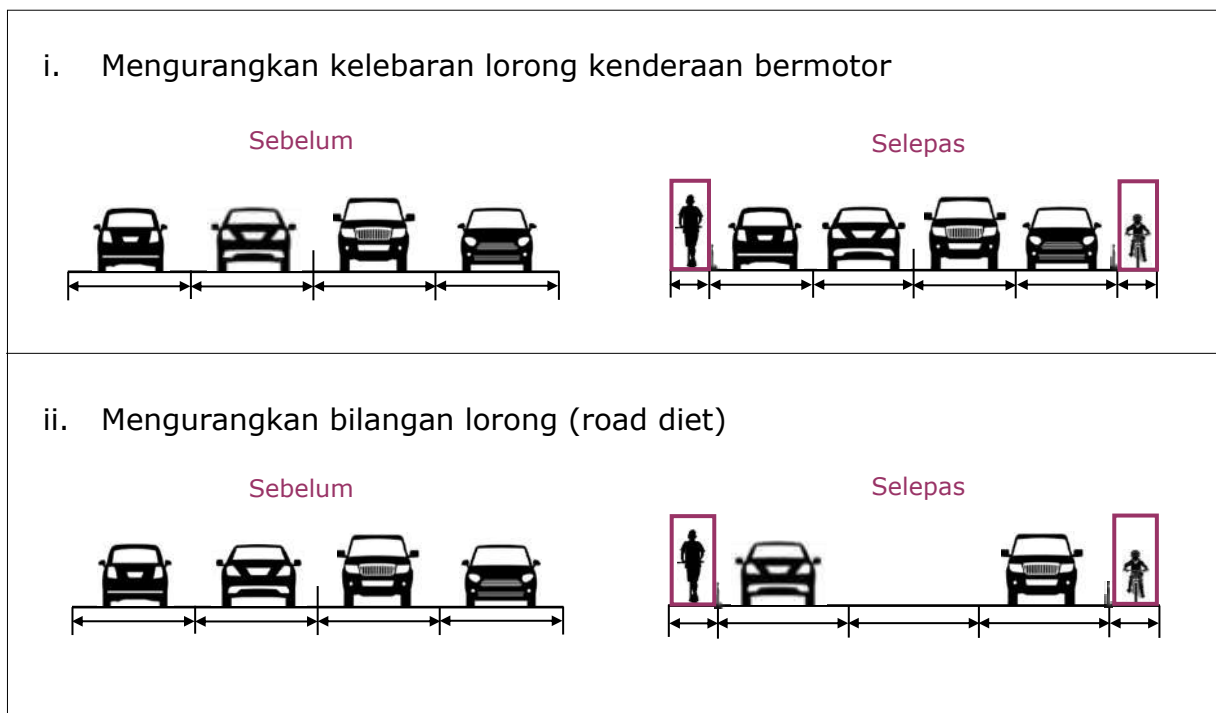 i. Mengurangkan kelebaran lorong kenderaan bermotor
Sebelum
Selepas
ii. Mengurangkan bilangan lorong (road diet)
Sebelum
Selepas